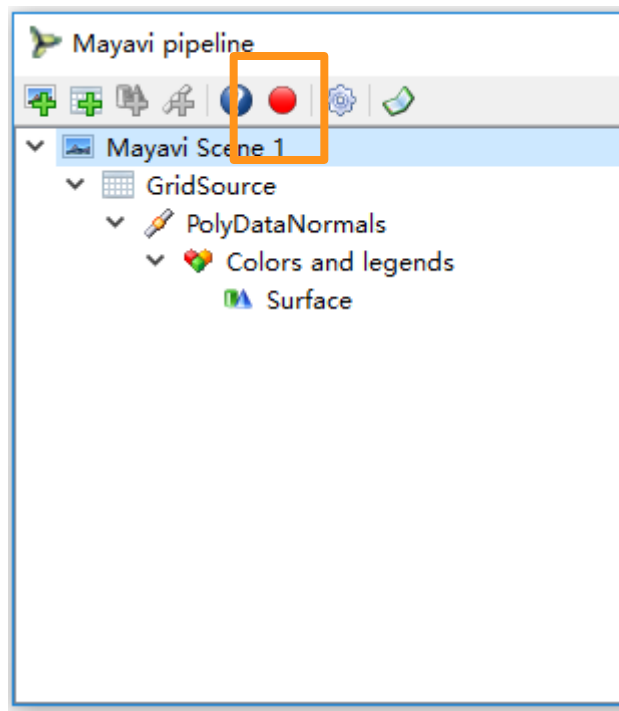 Mayavi pipeline
Mayavi Scene 1
GridSource
PolyDataNormals
Colors and legends
Surface